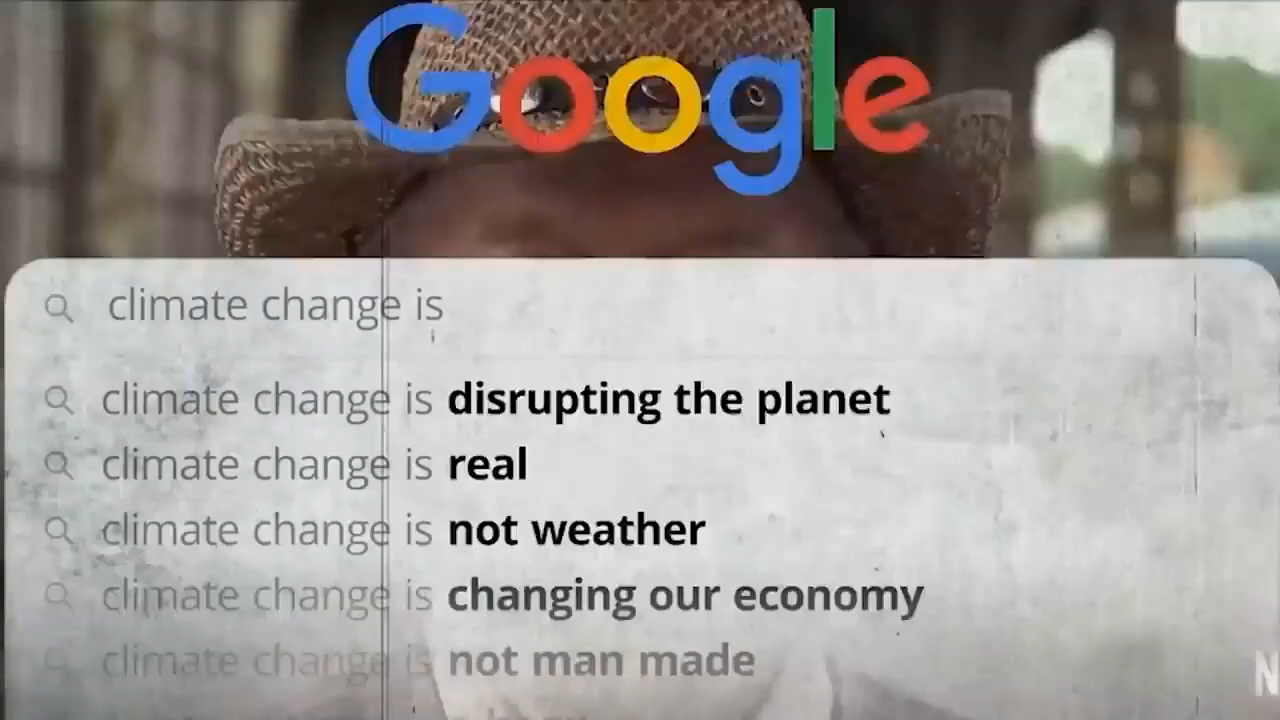 Google
climate change is
climate change is disrupting the planet
climate change is real
climate change is not weather
climate change is changing our economy
climate change is not man made
N